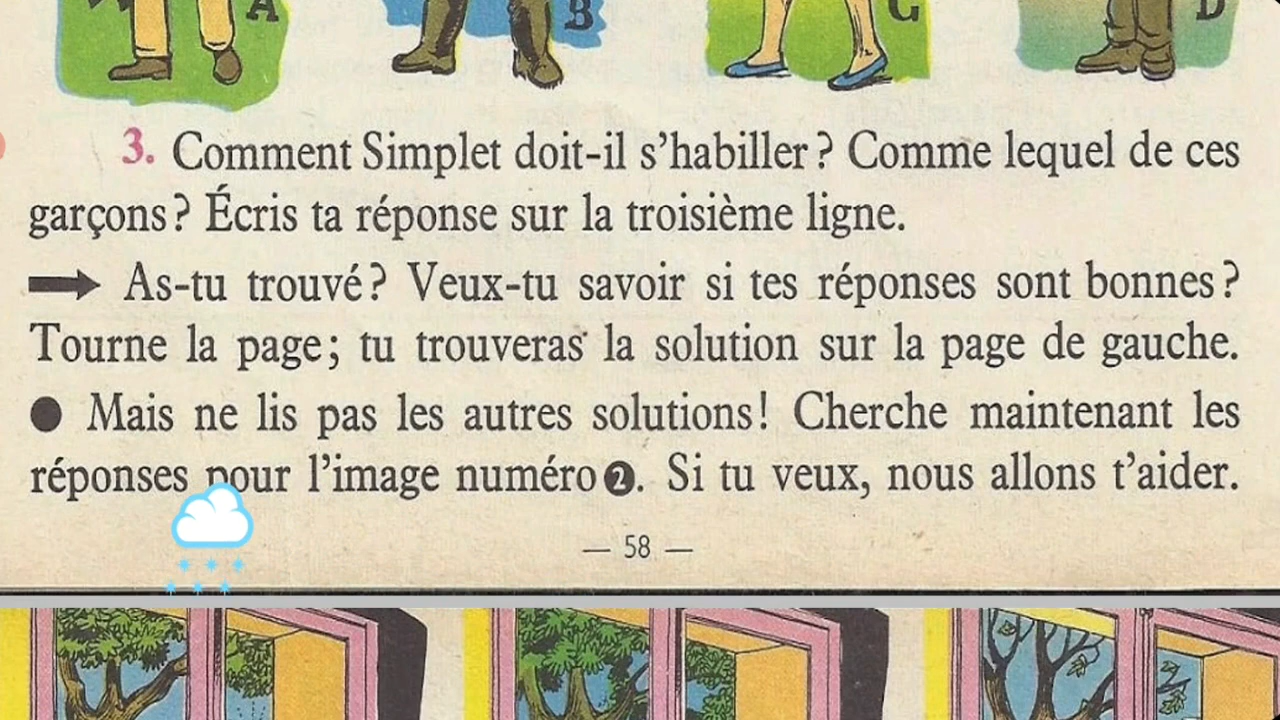 A B C D
3. Comment Simplet doit-il s'habiller? Comme lequel de ces
garçons? Écris ta réponse sur la troisième ligne.
As-tu trouvé? Veux-tu savoir si tes réponses sont bonnes?
Tourne la page; tu trouveras la solution sur la page de gauche.
Mais ne lis pas les autres solutions! Cherche maintenant les
réponses pour l'image numéro 2. Si tu veux, nous allons t'aider.
— 58 —